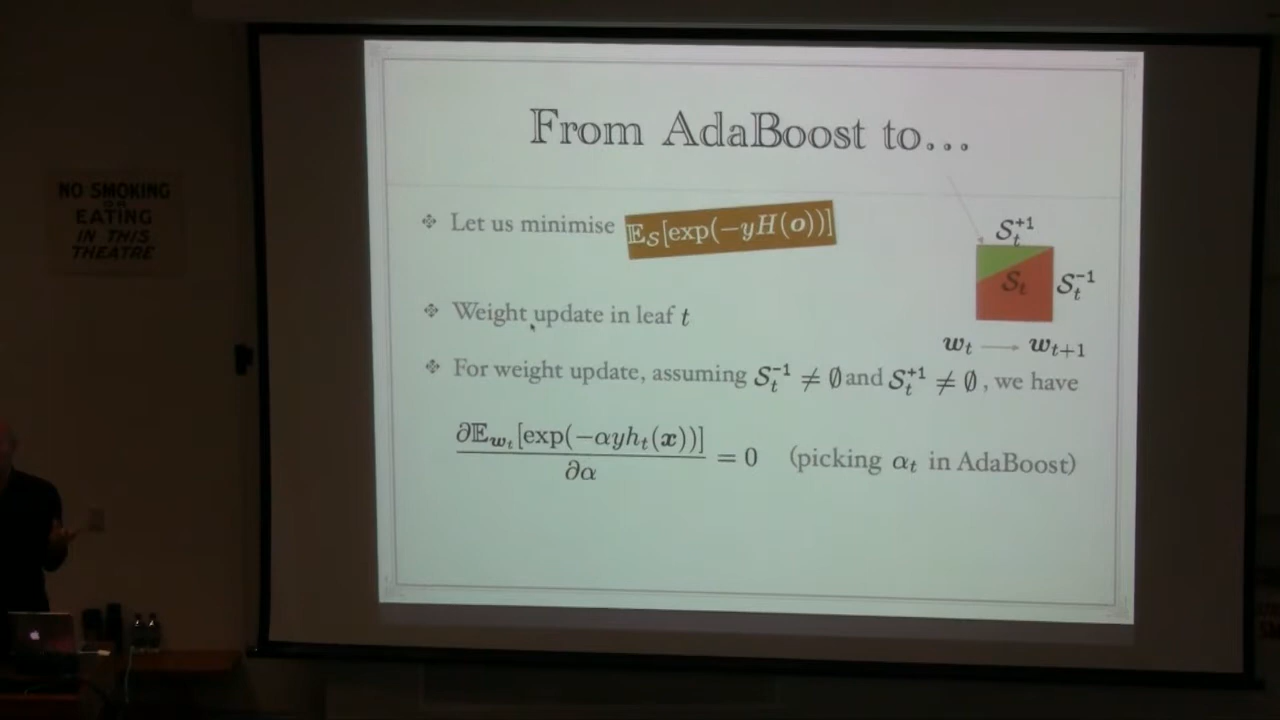 From AdaBoost to...
Let us minimise 𝔼_𝒮[exp(−yH(𝒐))]
𝒮_t^{+1}
𝒮_t
𝒮_t^{−1}
Weight update in leaf t
𝒘_t → 𝒘_{t+1}
For weight update, assuming 𝒮_t^{−1} ≠ ∅ and 𝒮_t^{+1} ≠ ∅ , we have
∂𝔼_{𝒘_t}[exp(−αyh_t(𝒙))] / ∂α = 0 (picking α_t in AdaBoost)
NO SMOKING
OR
EATING
IN THIS
THEATRE